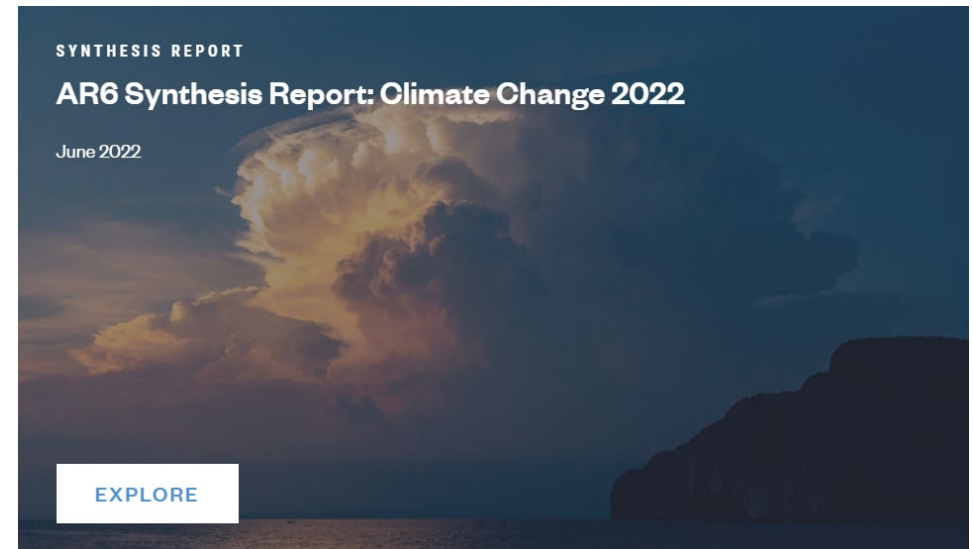 SYNTHESIS REPORT
AR6 Synthesis Report: Climate Change 2022
June 2022
EXPLORE